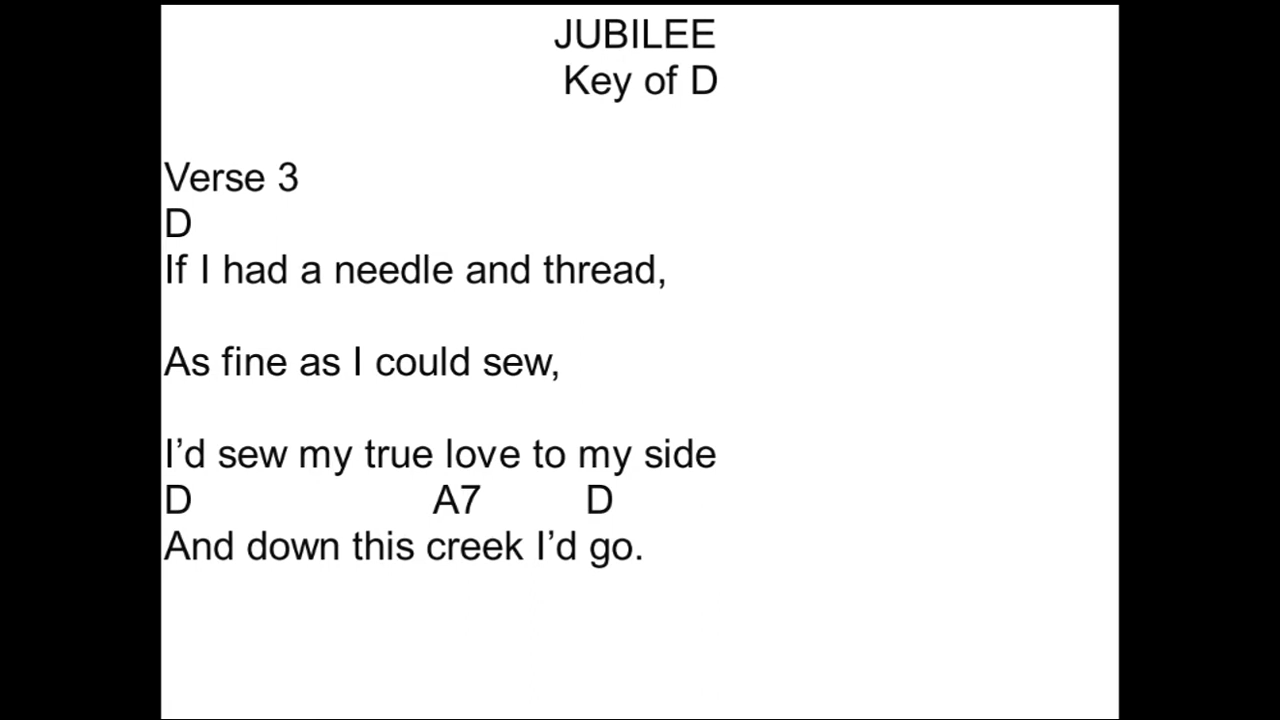 JUBILEE
Key of D
Verse 3
D
If I had a needle and thread,
As fine as I could sew,
I’d sew my true love to my side
D A7 D
And down this creek I’d go.